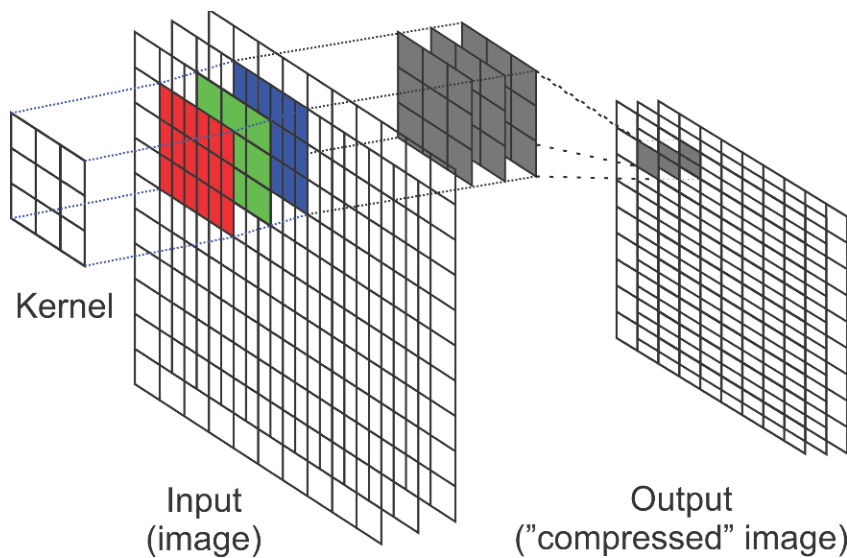 Kernel
Input
(image)
Output
(”compressed” image)